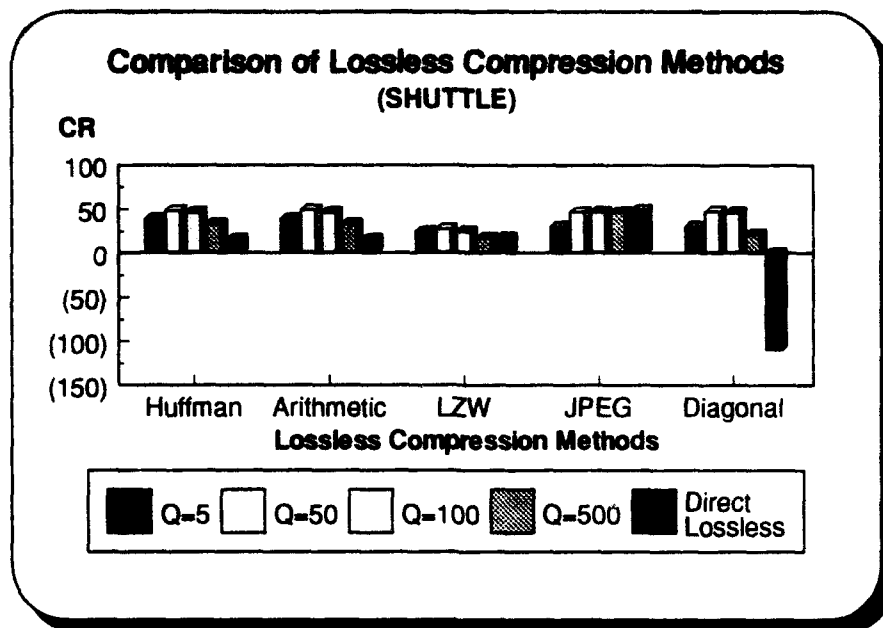 Comparison of Lossless Compression Methods
(SHUTTLE)
CR
100
50
0
(50)
(100)
(150)
Huffman Arithmetic LZW JPEG Diagonal
Lossless Compression Methods
Q=5 Q=50 Q=100 Q=500 Direct
Lossless